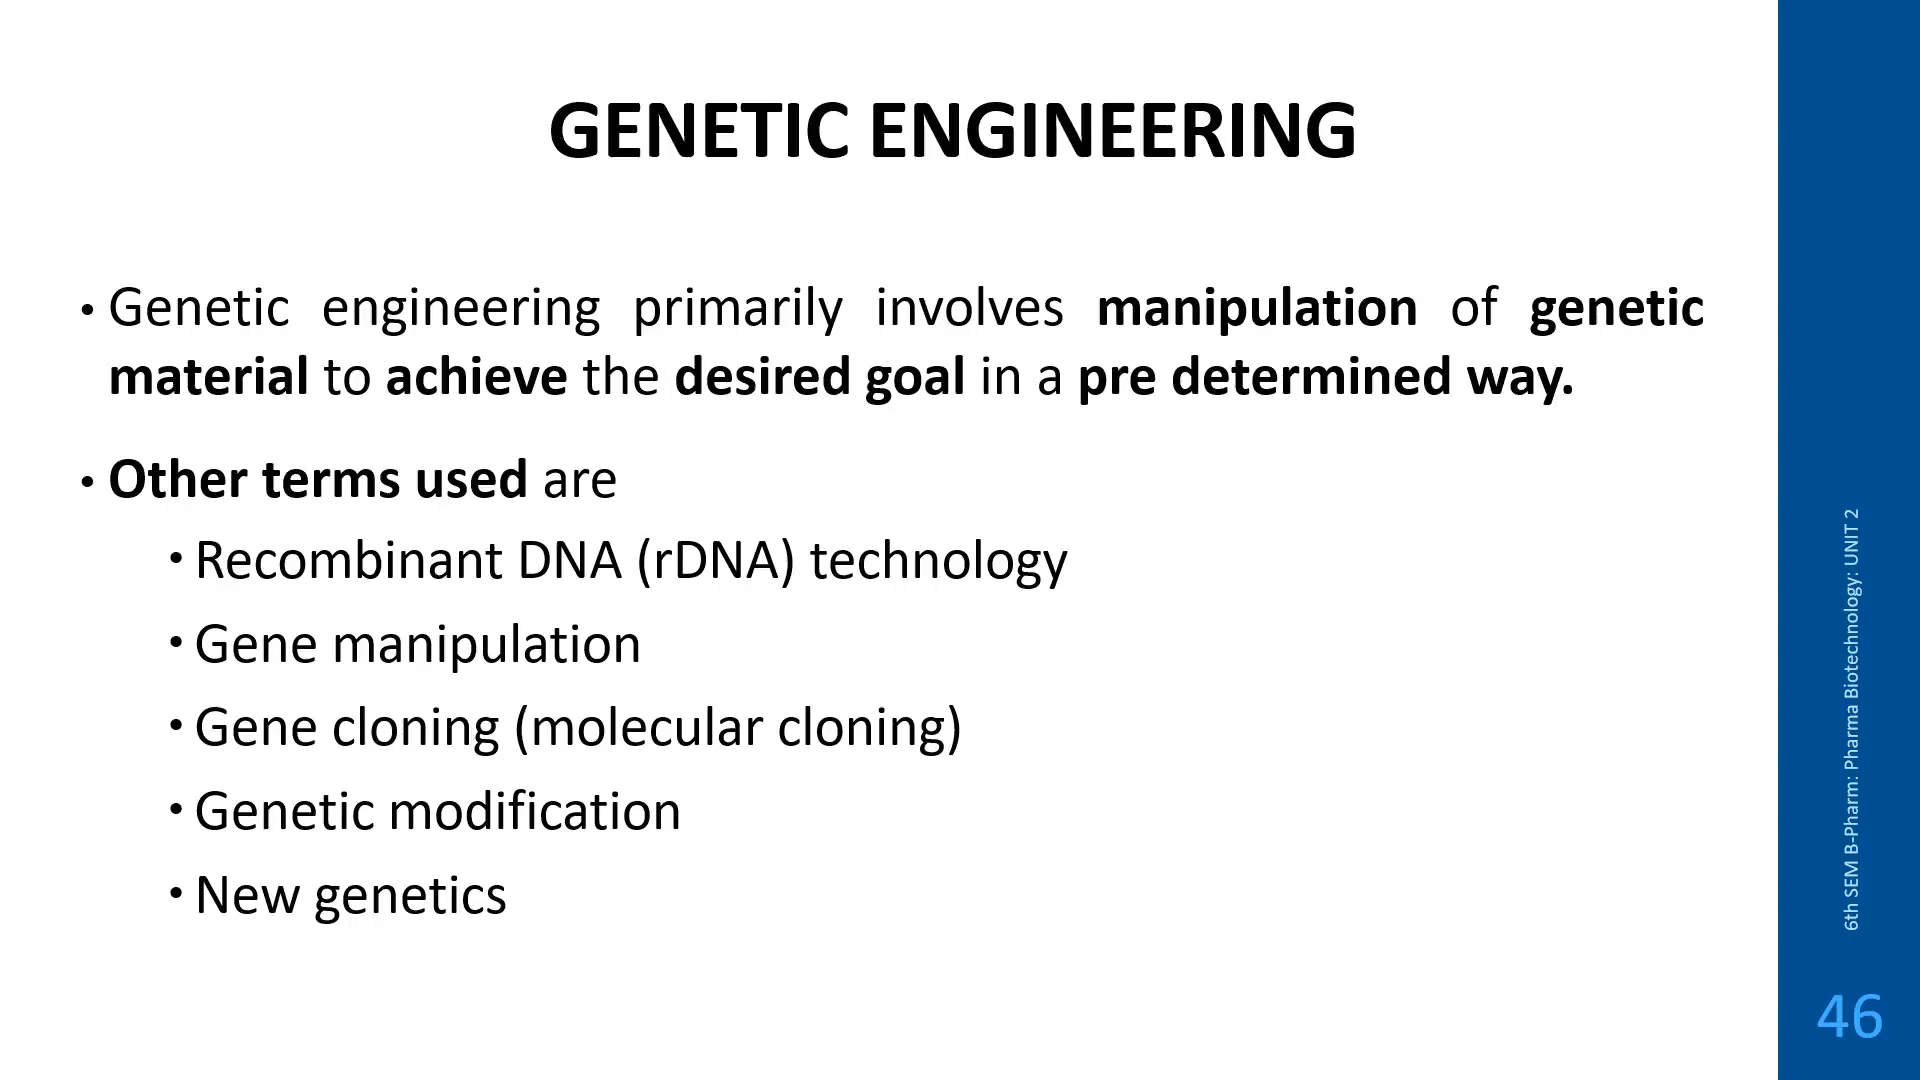 GENETIC ENGINEERING
• Genetic engineering primarily involves manipulation of genetic
material to achieve the desired goal in a pre determined way.
• Other terms used are
• Recombinant DNA (rDNA) technology
• Gene manipulation
• Gene cloning (molecular cloning)
• Genetic modification
• New genetics
6th SEM B-Pharm: Pharma Biotechnology: UNIT 2
46